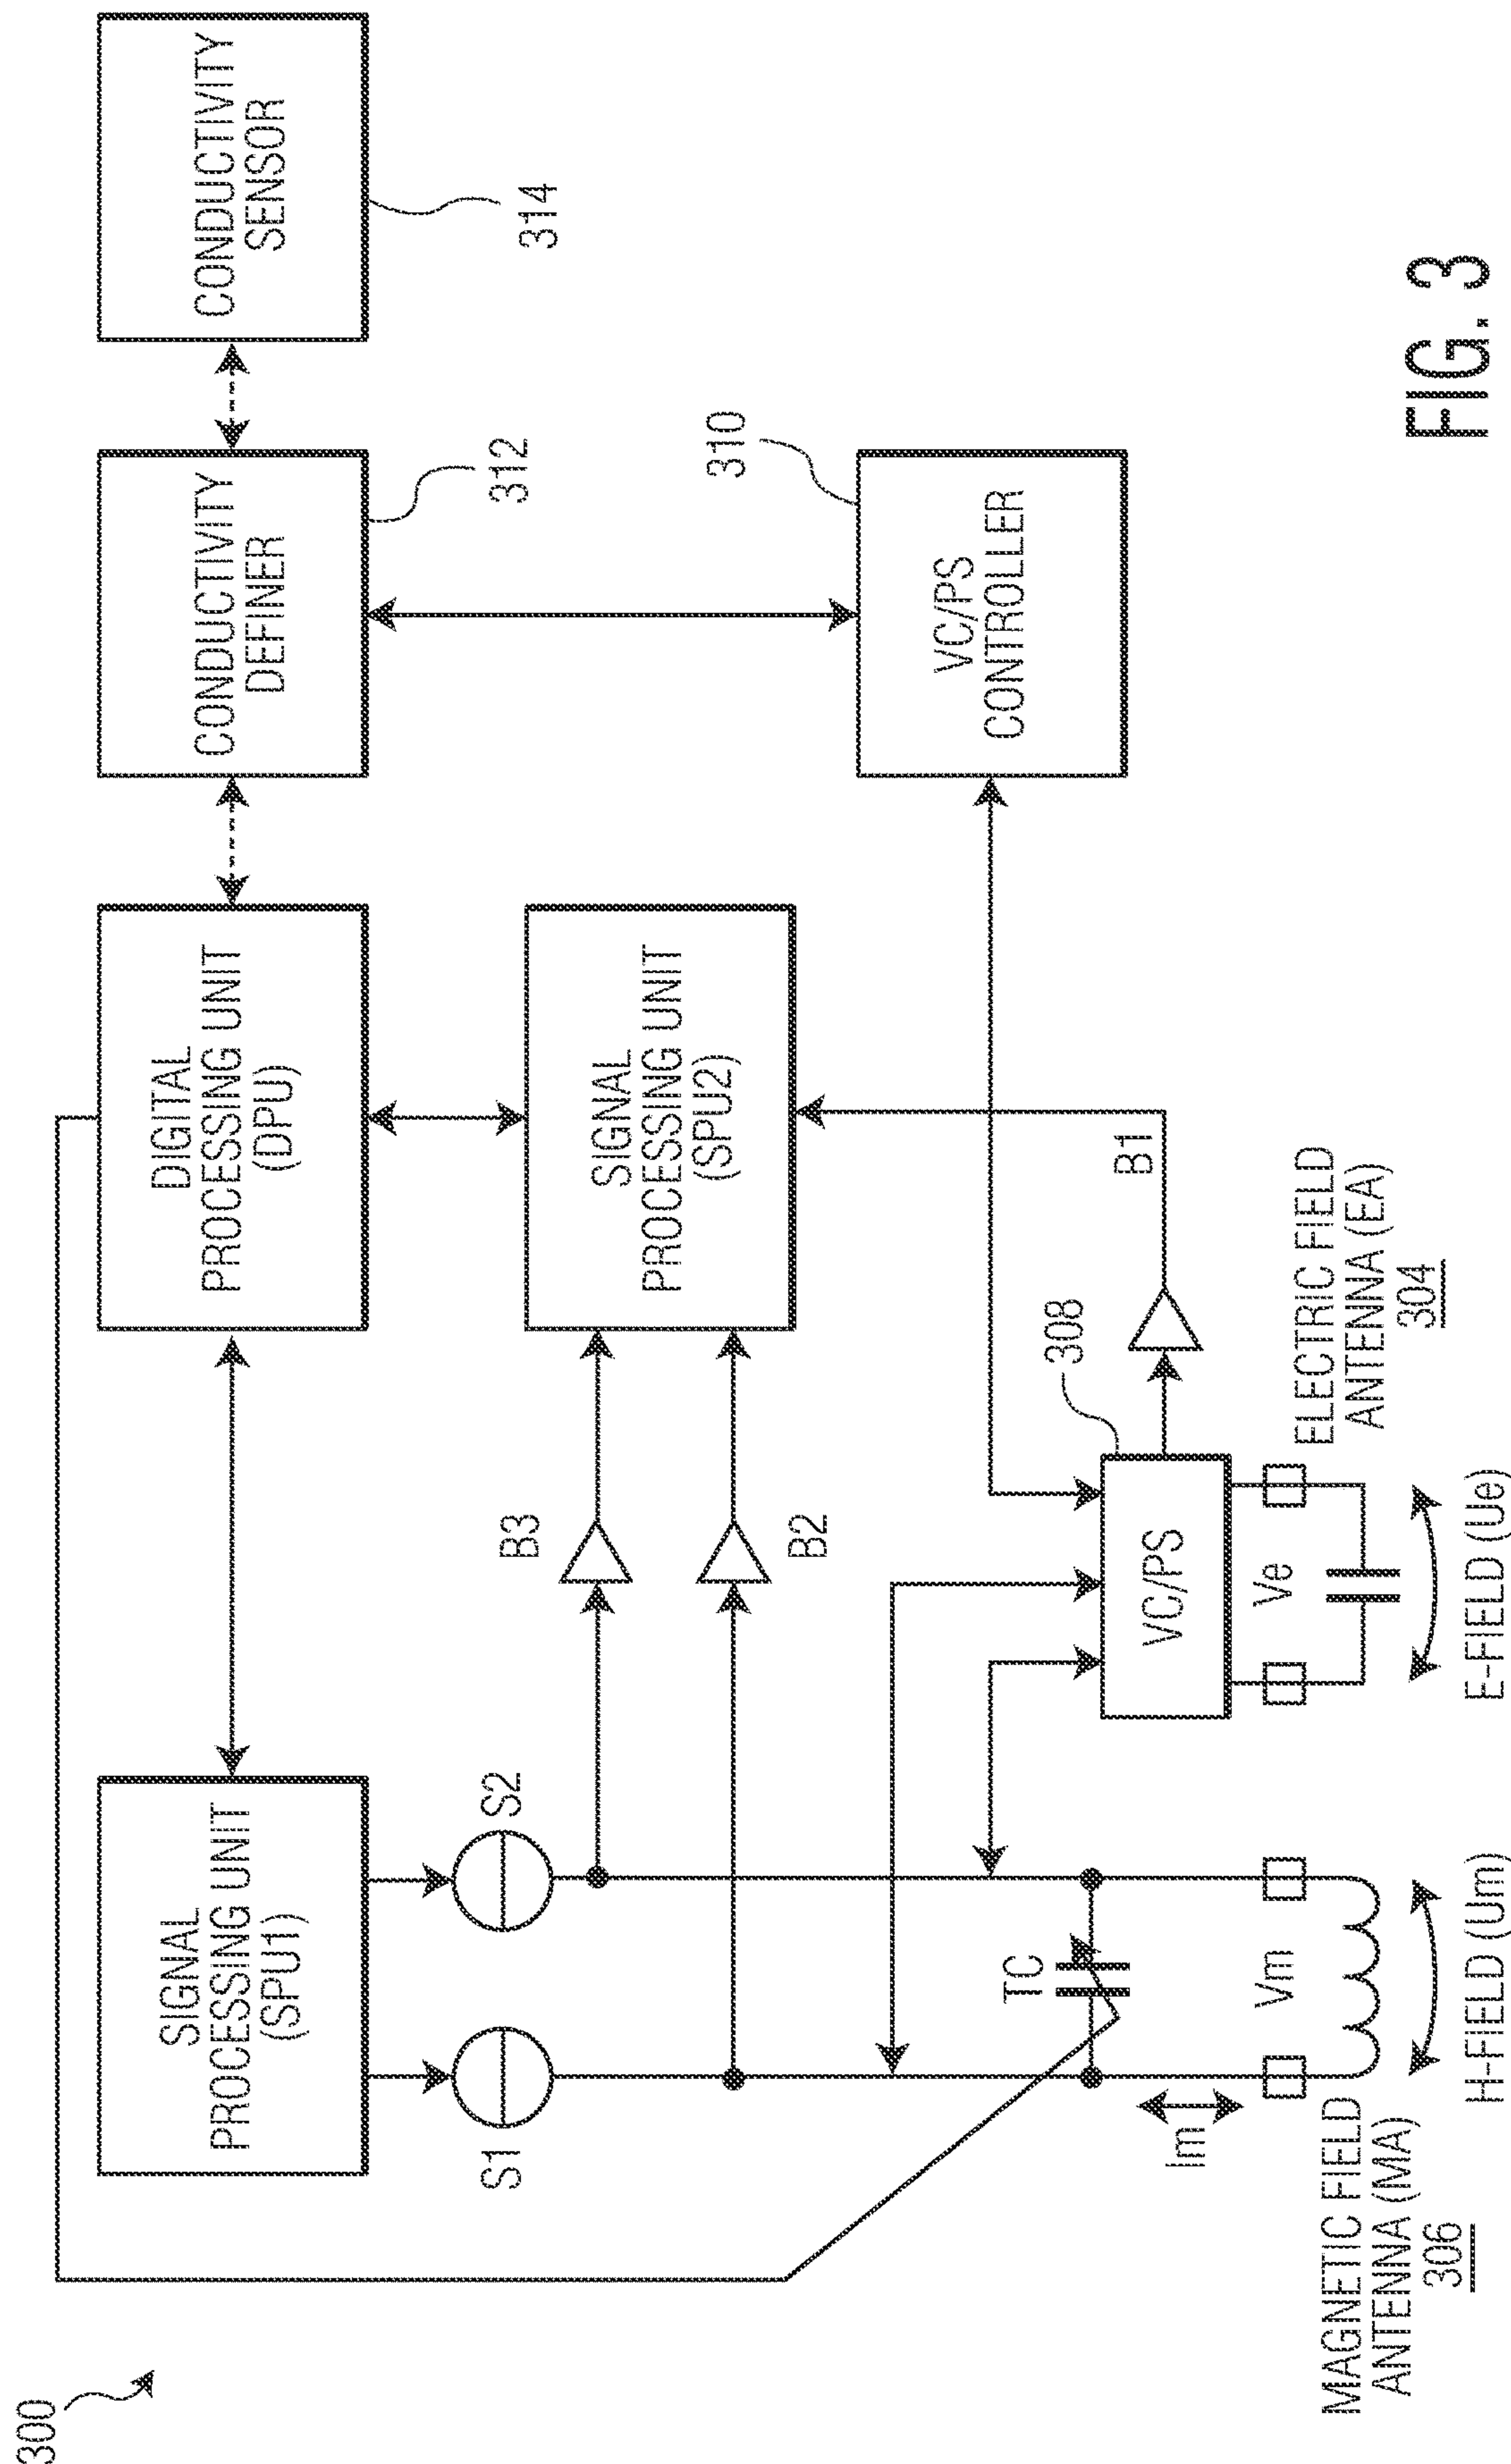 300
SIGNAL
PROCESSING UNIT
(SPU1)
DIGITAL
PROCESSING UNIT
(DPU)
CONDUCTIVITY
DEFINER
312
CONDUCTIVITY
SENSOR
314
S1
S2
B3
B2
SIGNAL
PROCESSING UNIT
(SPU2)
VC/PS
CONTROLLER
310
TC
Im
Vm
MAGNETIC FIELD
ANTENNA (MA)
306
H-FIELD (Um)
VC/PS
308
B1
Ve
ELECTRIC FIELD
ANTENNA (EA)
304
E-FIELD (Ue)
FIG. 3